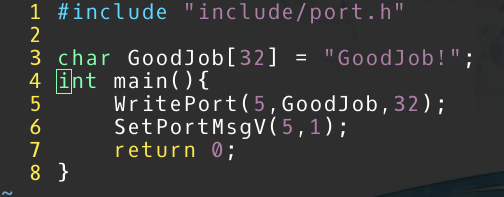 1 #include "include/port.h"
2
3 char GoodJob[32] = "GoodJob!";
4 int main(){
5     WritePort(5,GoodJob,32);
6     SetPortMsgV(5,1);
7     return 0;
8 }
~